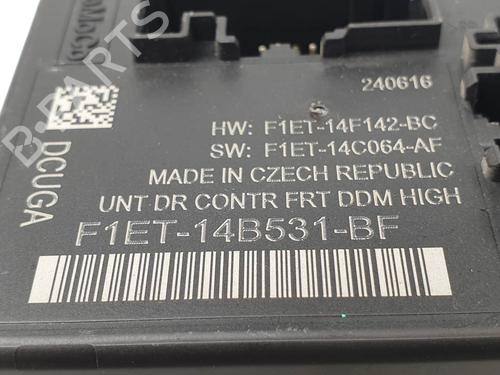 FoMoCo
240616
HW: F1ET-14F142-BC
SW: F1ET-14C064-AF
MADE IN CZECH REPUBLIC
UNT DR CONTR FRT DDM HIGH
F1ET-14B531-BF
DCUGA
B-PARTS